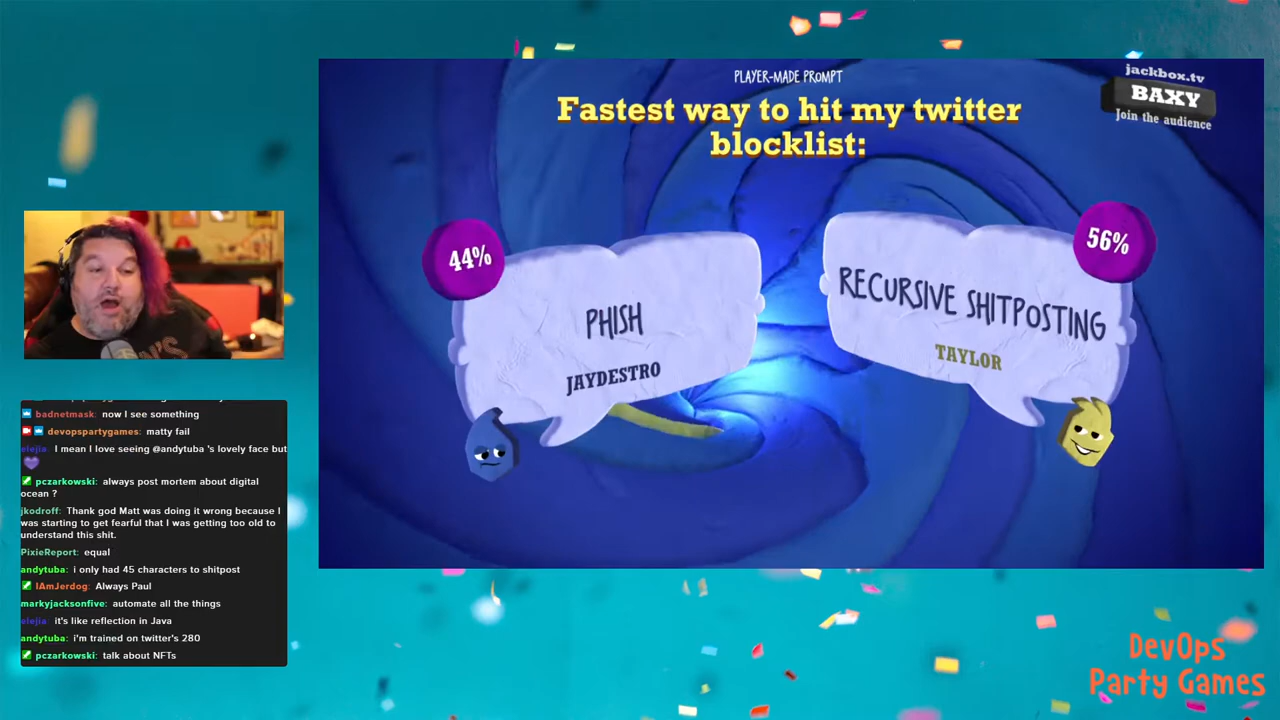 PLAYER-MADE PROMPT
Fastest way to hit my twitter
blocklist:
jackbox.tv
BAXY
Join the audience
44%
PHISH
JAYDESTRO
56%
RECURSIVE SHITPOSTING
TAYLOR
badnetmask: now I see something
devopspartygames: matty fail
elejia: I mean I love seeing @andytuba 's lovely face but
pczarkowski: always post mortem about digital
ocean ?
jkodroff: Thank god Matt was doing it wrong because I
was starting to get fearful that I was getting too old to
understand this shit.
PixieReport: equal
andytuba: i only had 45 characters to shitpost
IAmJerdog: Always Paul
markyjacksonfive: automate all the things
elejia: it's like reflection in Java
andytuba: i'm trained on twitter's 280
pczarkowski: talk about NFTs
DevOps
Party Games